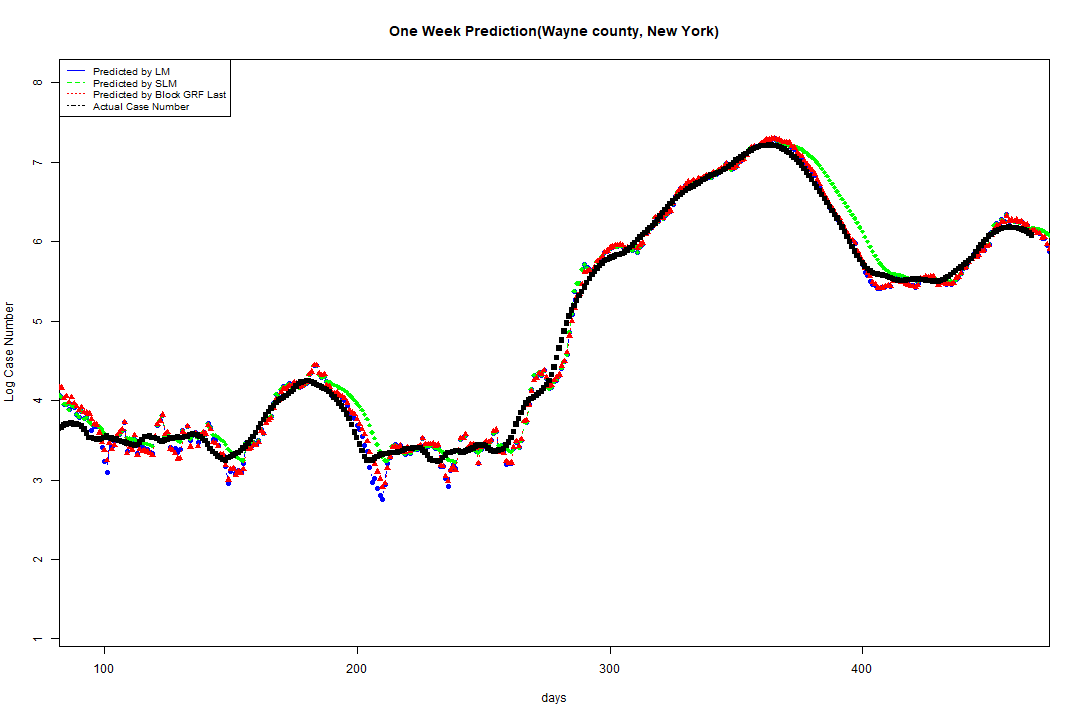 One Week Prediction(Wayne county, New York)
Predicted by LM
Predicted by SLM
Predicted by Block GRF Last
Actual Case Number
8
7
6
5
4
3
2
1
Log Case Number
100 200 300 400
days